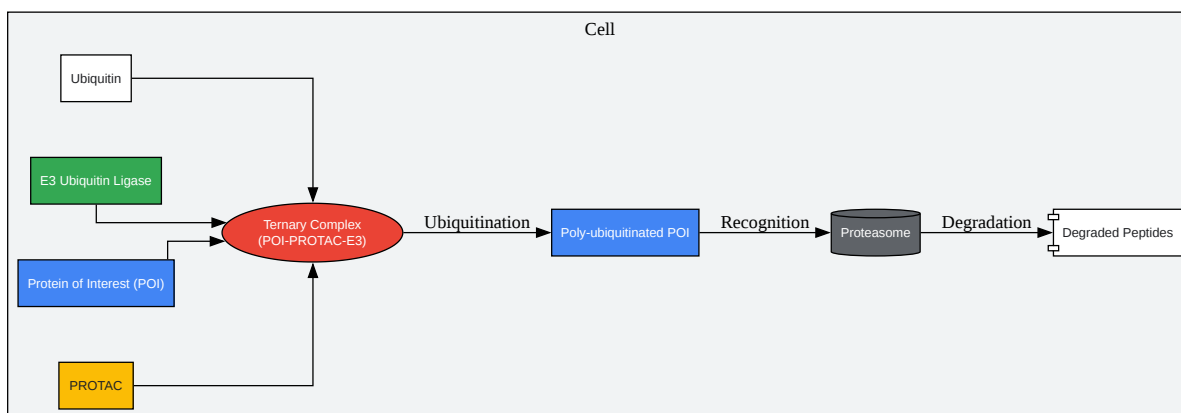 Cell
Ubiquitin
E3 Ubiquitin Ligase
Protein of Interest (POI)
PROTAC
Ternary Complex
(POI-PROTAC-E3)
Ubiquitination
Poly-ubiquitinated POI
Recognition
Proteasome
Degradation
Degraded Peptides